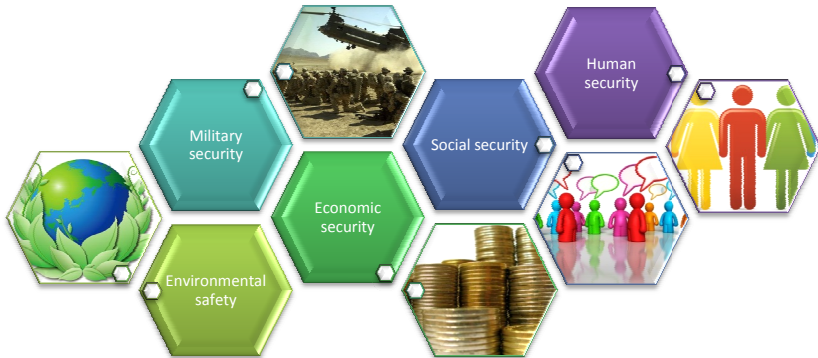 Human
security
Military
security
Social security
Economic
security
Environmental
safety